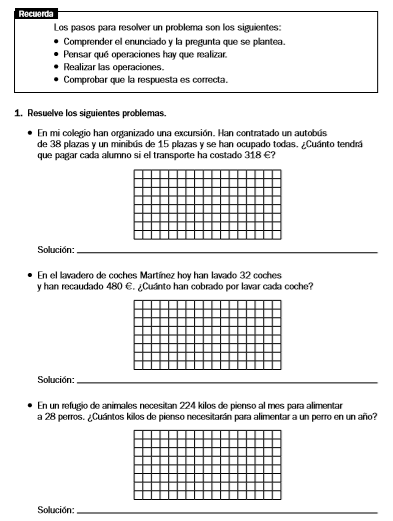 Recuerda
Los pasos para resolver un problema son los siguientes:
• Comprender el enunciado y la pregunta que se plantea.
• Pensar qué operaciones hay que realizar.
• Realizar las operaciones.
• Comprobar que la respuesta es correcta.
1. Resuelve los siguientes problemas.
• En mi colegio han organizado una excursión. Han contratado un autobús
de 38 plazas y un minibús de 15 plazas y se han ocupado todas. ¿Cuánto tendrá
que pagar cada alumno si el transporte ha costado 318 €?
Solución:
• En el lavadero de coches Martínez hoy han lavado 32 coches
y han recaudado 480 €. ¿Cuánto han cobrado por lavar cada coche?
Solución:
• En un refugio de animales necesitan 224 kilos de pienso al mes para alimentar
a 28 perros. ¿Cuántos kilos de pienso necesitarán para alimentar a un perro en un año?
Solución: